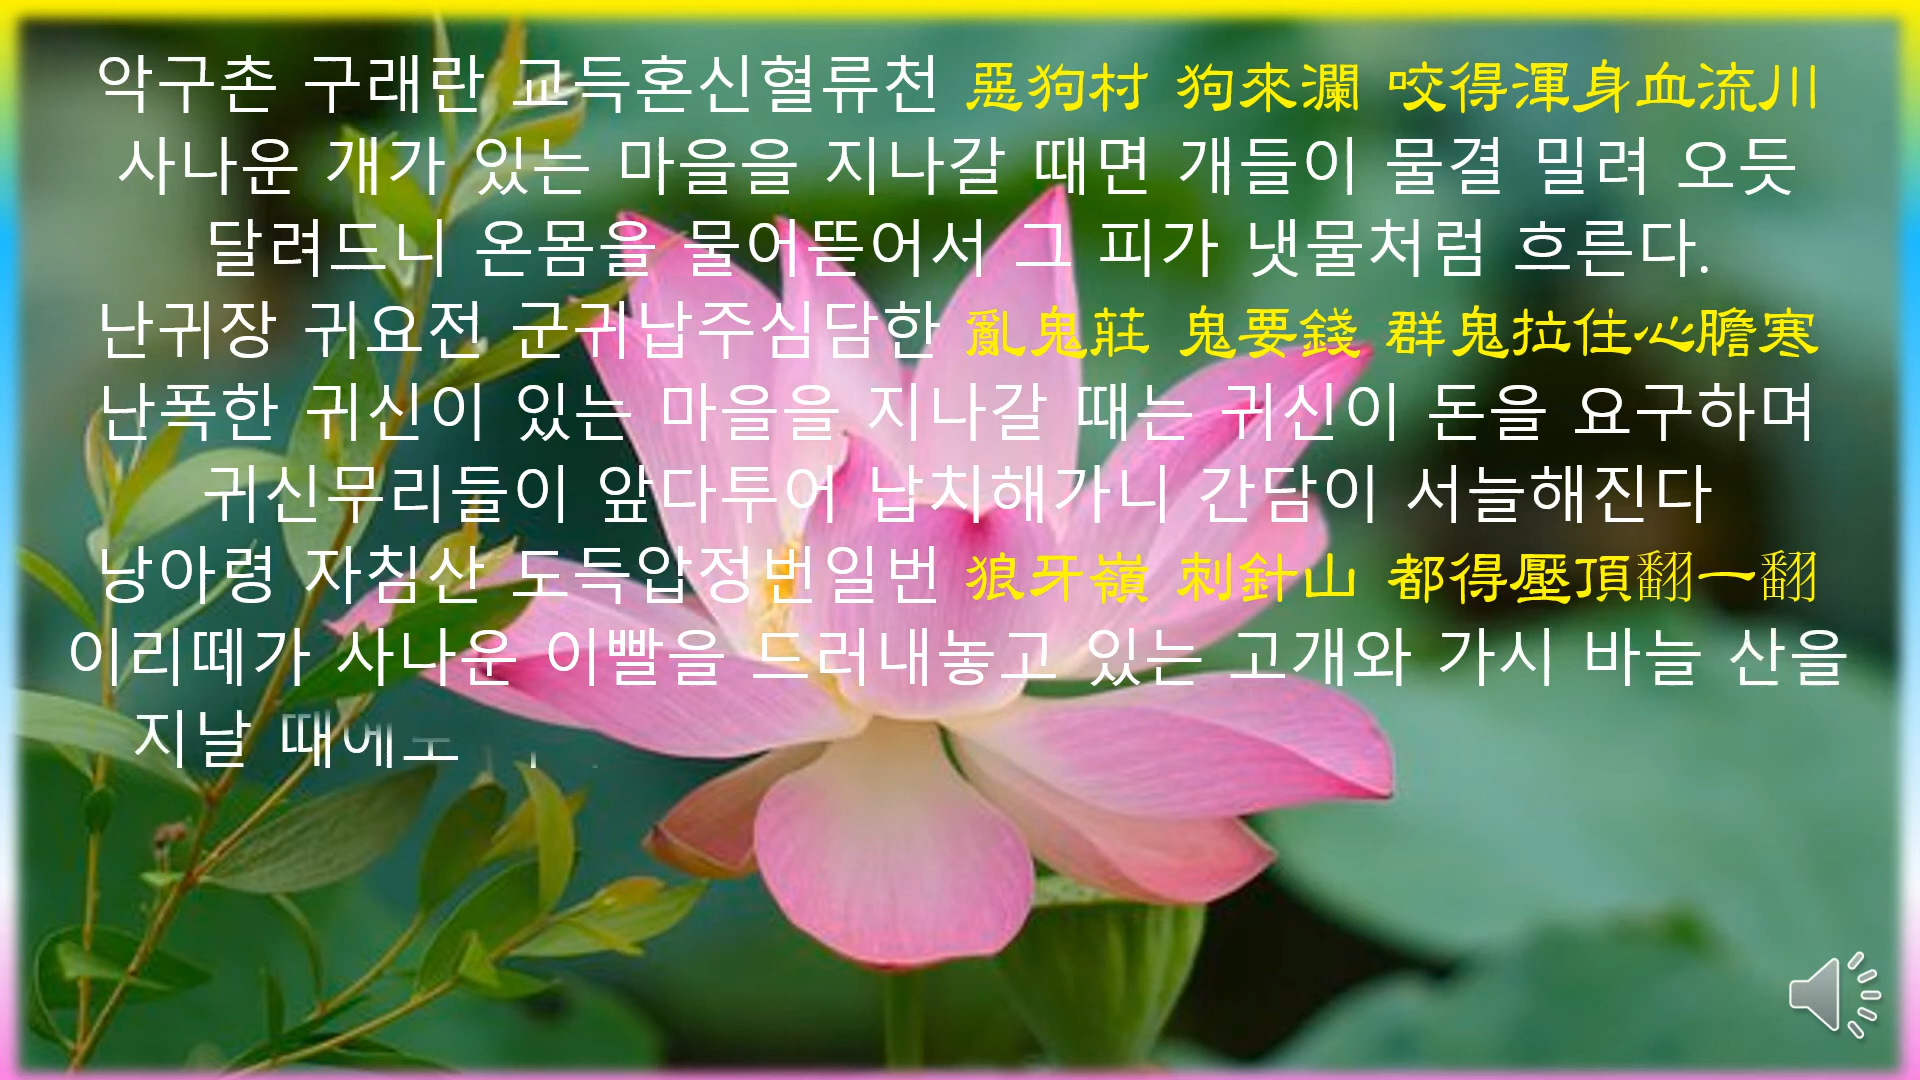 악구촌 구래란 교득혼신혈류천 惡狗村 狗來瀾 咬得渾身血流川
사나운 개가 있는 마을을 지나갈 때면 개들이 물결 밀려 오듯
달려드니 온몸을 물어뜯어서 그 피가 냇물처럼 흐른다.
난귀장 귀요전 군귀납주심담한 亂鬼莊 鬼要錢 群鬼拉住心膽寒
난폭한 귀신이 있는 마을을 지나갈 때는 귀신이 돈을 요구하며
귀신무리들이 앞다투어 납치해가니 간담이 서늘해진다
낭아령 자침산 도득압정번일번 狼牙嶺 刺針山 都得壓頂翻一翻
이리떼가 사나운 이빨을 드러내놓고 있는 고개와 가시 바늘 산을
지날 때에도